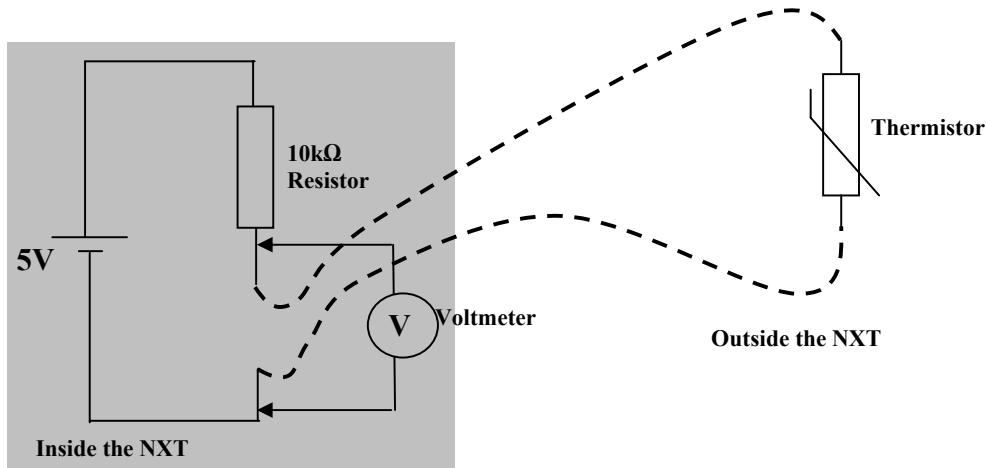 Thermistor
10kΩ
Resistor
5V
V
Voltmeter
Outside the NXT
Inside the NXT